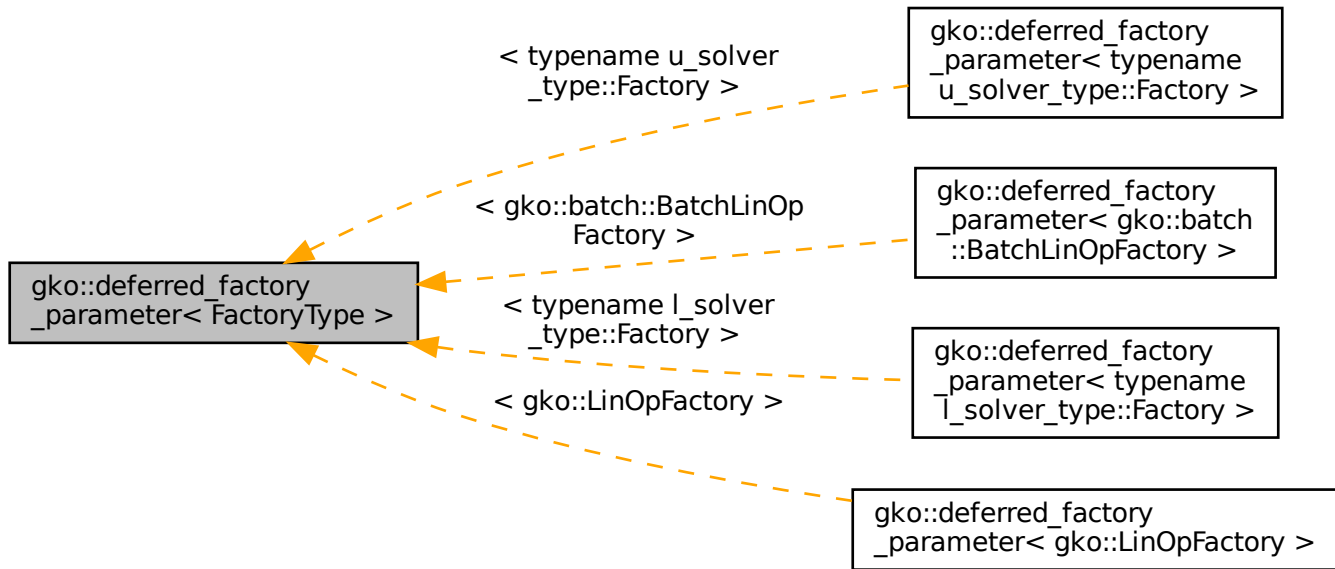 gko::deferred_factory
_parameter< FactoryType >
< typename u_solver
_type::Factory >
gko::deferred_factory
_parameter< typename
u_solver_type::Factory >
< gko::batch::BatchLinOp
Factory >
gko::deferred_factory
_parameter< gko::batch
::BatchLinOpFactory >
< typename l_solver
_type::Factory >
gko::deferred_factory
_parameter< typename
l_solver_type::Factory >
< gko::LinOpFactory >
gko::deferred_factory
_parameter< gko::LinOpFactory >